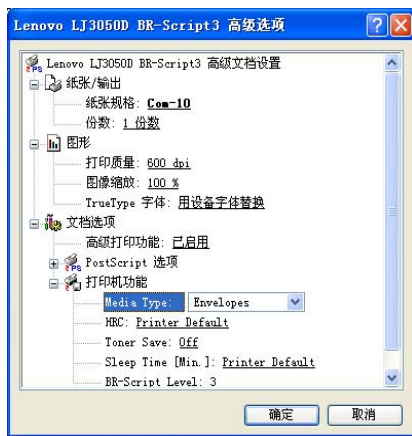 Lenovo LJ3050D BR-Script3 高级选项
Lenovo LJ3050D BR-Script3 高级文档设置
纸张/输出
纸张规格: Com-10
份数: 1 份数
图形
打印质量: 600 dpi
图像缩放: 100 %
TrueType 字体: 用设备字体替换
文档选项
高级打印功能: 已启用
PostScript 选项
打印机功能
Media Type: Envelopes
HRC: Printer Default
Toner Save: Off
Sleep Time [Min.]: Printer Default
BR-Script Level: 3
确定 取消